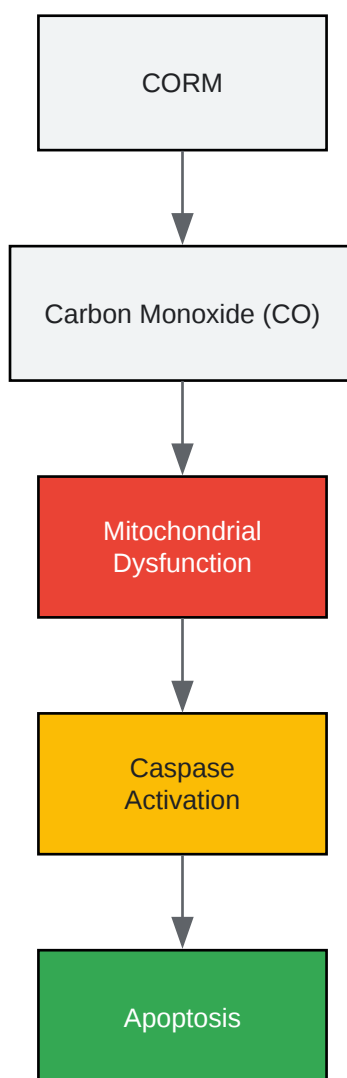 CORM
Carbon Monoxide (CO)
Mitochondrial
Dysfunction
Caspase
Activation
Apoptosis